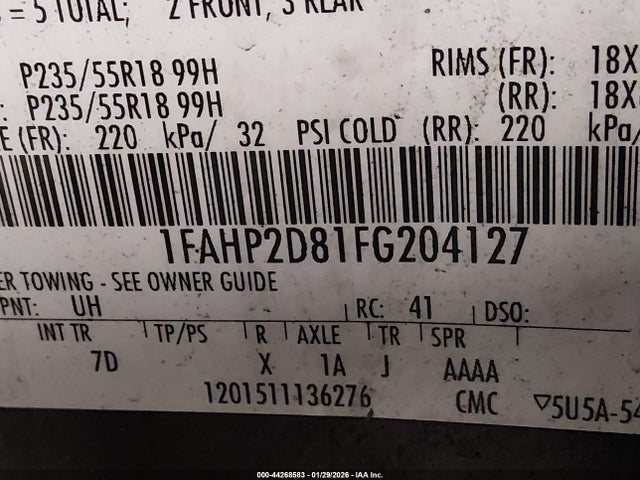 = 5 TOTAL; 2 FRONT, 3 REAR
P235/55R18 99H RIMS (FR): 18X
P235/55R18 99H (RR): 18X
(FR): 220 kPa/ 32 PSI COLD (RR): 220 kPa/
1FAHP2D81FG204127
TOWING - SEE OWNER GUIDE
PNT: UH RC: 41 DSO:
INT TR TP/PS R AXLE TR SPR
7D X 1A J AAAA
1201511136276 CMC ▽5U5A-54
000-44268583 - 01/29/2026 - IAA Inc.